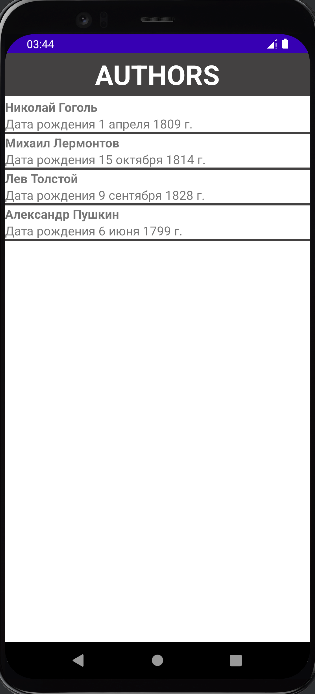 03:44
AUTHORS
Николай Гоголь
Дата рождения 1 апреля 1809 г.
Михаил Лермонтов
Дата рождения 15 октября 1814 г.
Лев Толстой
Дата рождения 9 сентября 1828 г.
Александр Пушкин
Дата рождения 6 июня 1799 г.